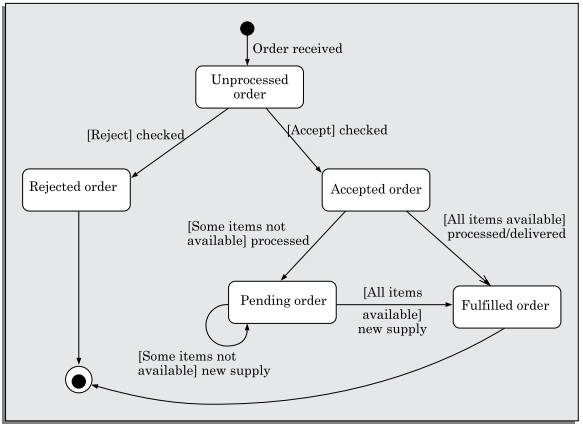 Order received
Unprocessed
order
[Reject] checked
[Accept] checked
Rejected order
Accepted order
[Some items not
available] processed
[All items available]
processed/delivered
Pending order
[All items
available]
new supply
Fulfilled order
[Some items not
available] new supply